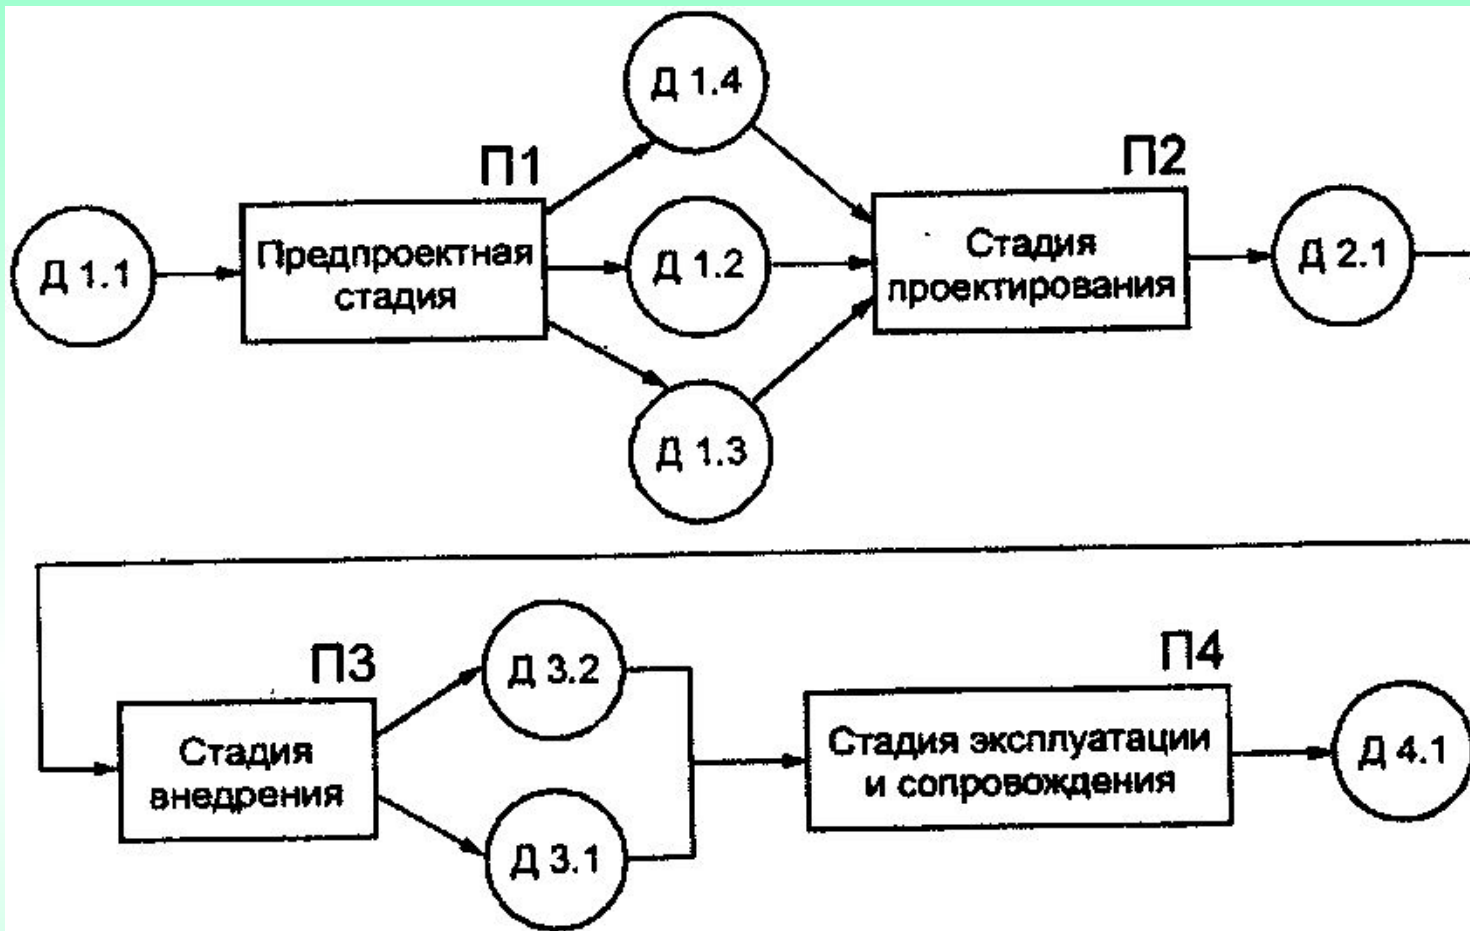 Д 1.4
П1
П2
Д 1.1
Предпроектная
стадия
Д 1.2
Стадия
проектирования
Д 2.1
Д 1.3
П3
Д 3.2
П4
Стадия
внедрения
Стадия эксплуатации
и сопровождения
Д 4.1
Д 3.1